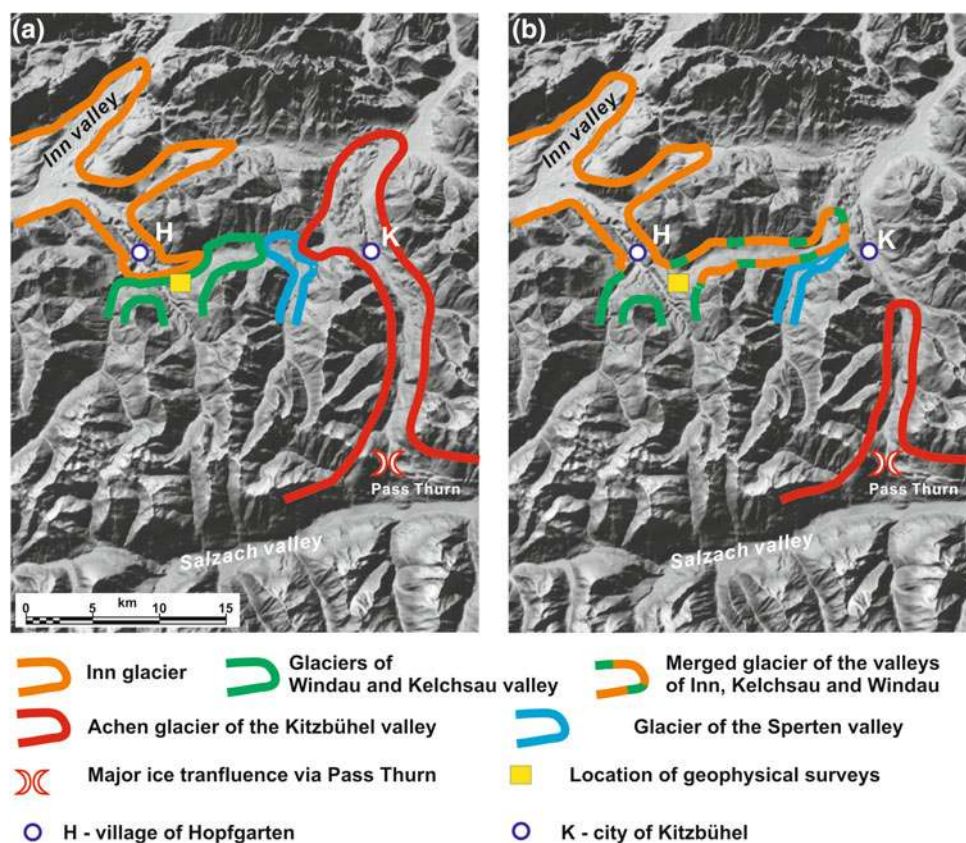 (a)
(b)
Inn valley
Inn valley
H
K
H
K
Pass Thurn
Pass Thurn
Salzach valley
Salzach valley
km
0 5 10 15
Inn glacier
Glaciers of
Windau and Kelchsau valley
Merged glacier of the valleys
of Inn, Kelchsau and Windau
Achen glacier of the Kitzbühel valley
Glacier of the Sperten valley
Major ice tranfluence via Pass Thurn
Location of geophysical surveys
H - village of Hopfgarten
K - city of Kitzbühel